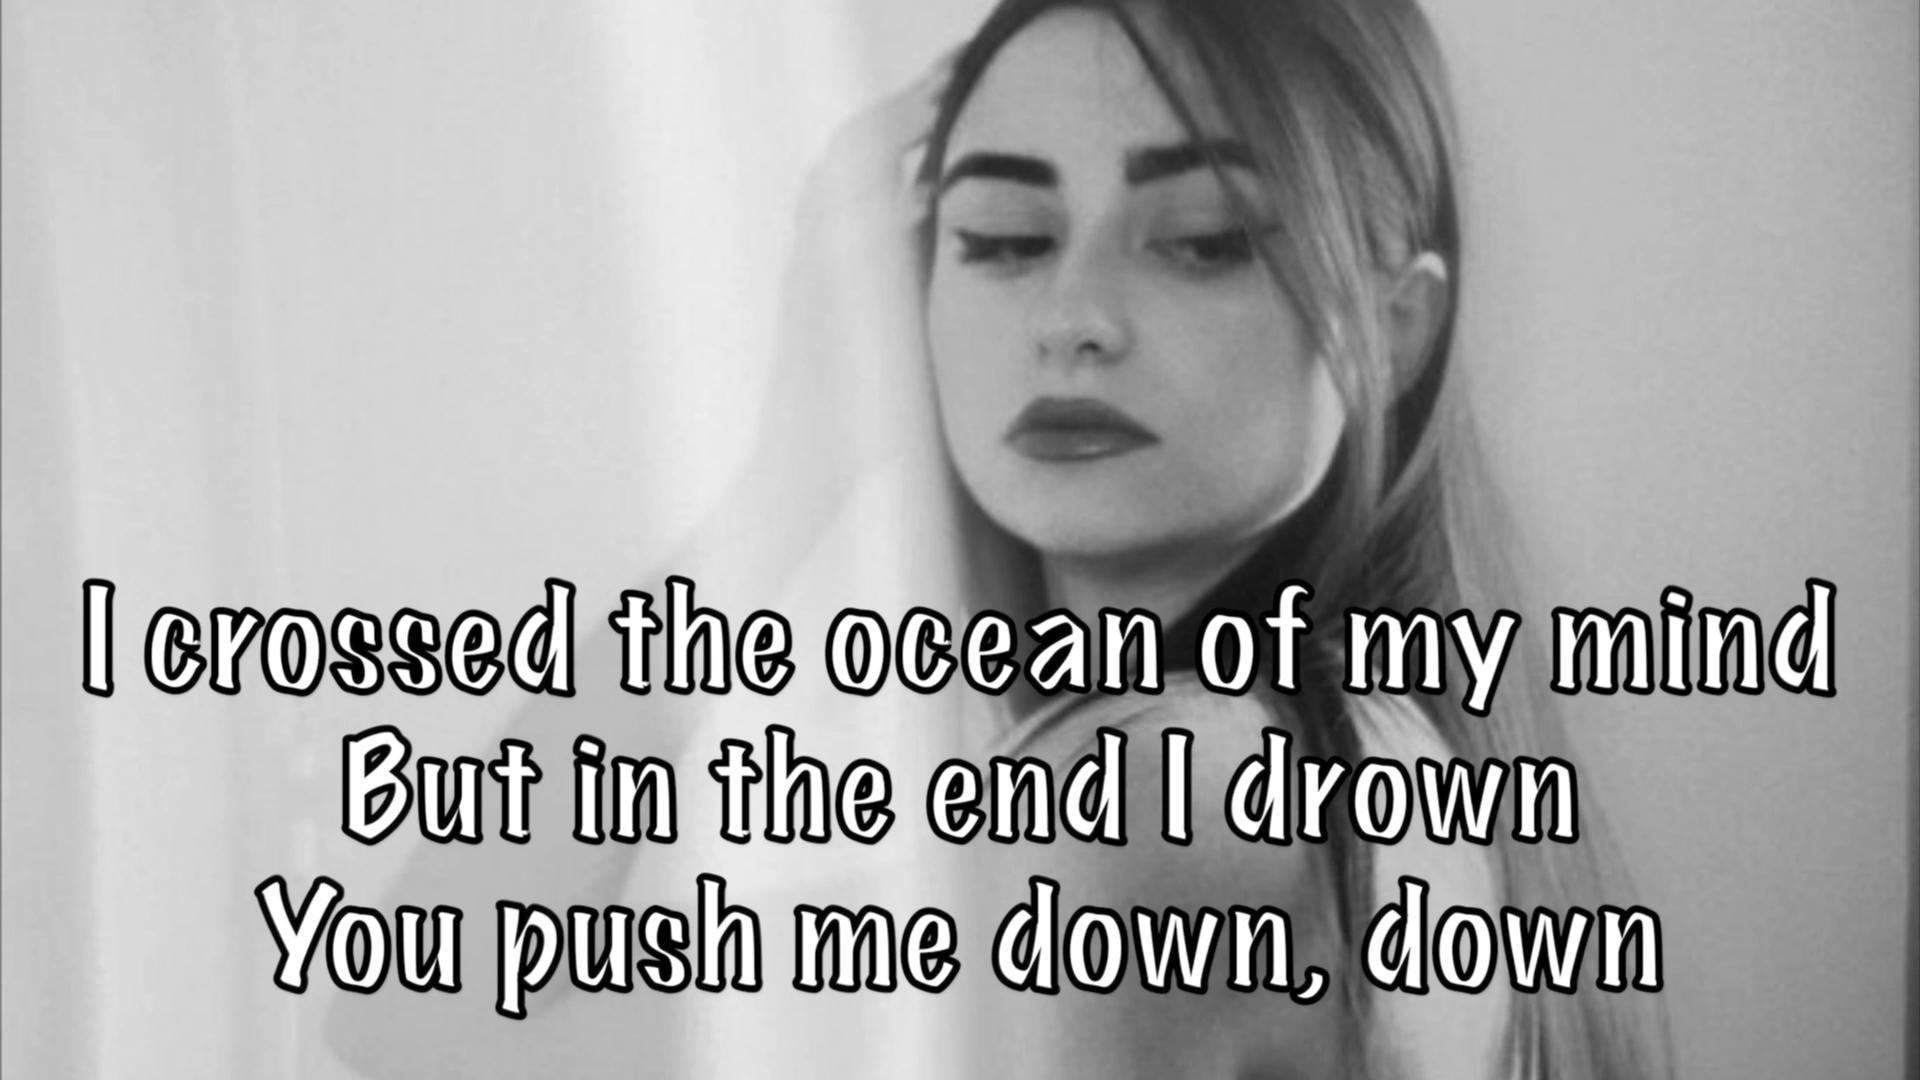 I crossed the ocean of my mind
But in the end I drown
You push me down, down